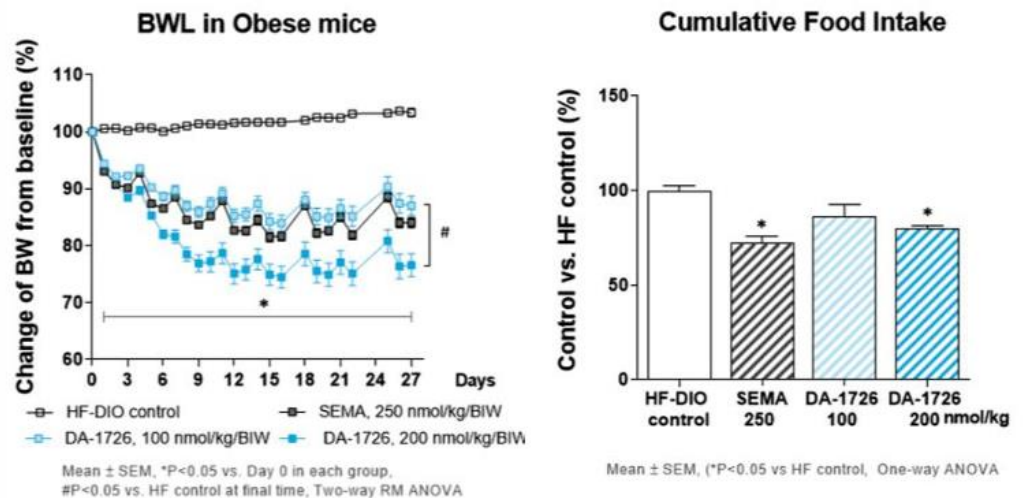 BWL in Obese mice
Change of BW from baseline (%)
110
100
90
80
70
60
#
*
0 3 6 9 12 15 18 21 24 27 Days
HF-DIO control
SEMA, 250 nmol/kg/BIW
DA-1726, 100 nmol/kg/BIW
DA-1726, 200 nmol/kg/BIW
Mean ± SEM, *P<0.05 vs. Day 0 in each group,
#P<0.05 vs. HF control at final time, Two-way RM ANOVA
Cumulative Food Intake
Control vs. HF control (%)
150
100
50
0
*
*
HF-DIO control
SEMA 250
DA-1726 100
DA-1726 200 nmol/kg
Mean ± SEM, (*P<0.05 vs HF control, One-way ANOVA